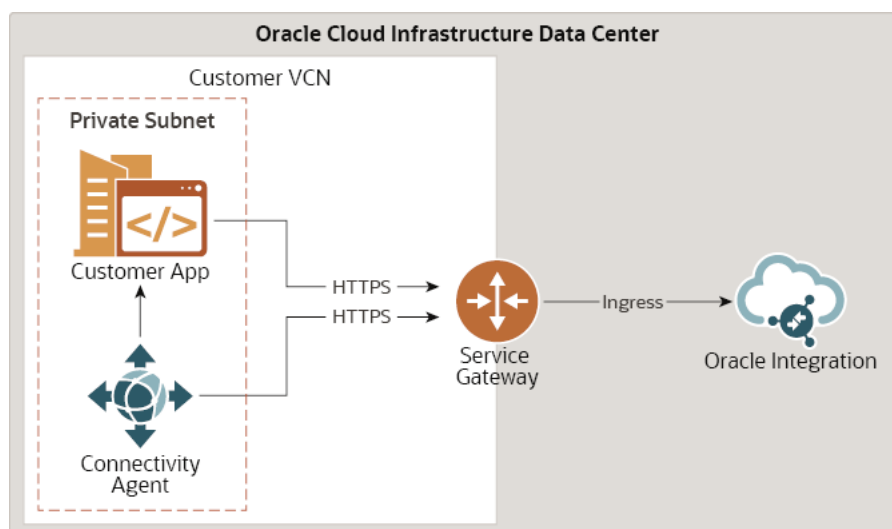 Oracle Cloud Infrastructure Data Center
Customer VCN
Private Subnet
</>
Customer App
HTTPS
HTTPS
Service
Gateway
Ingress
Oracle Integration
Connectivity
Agent